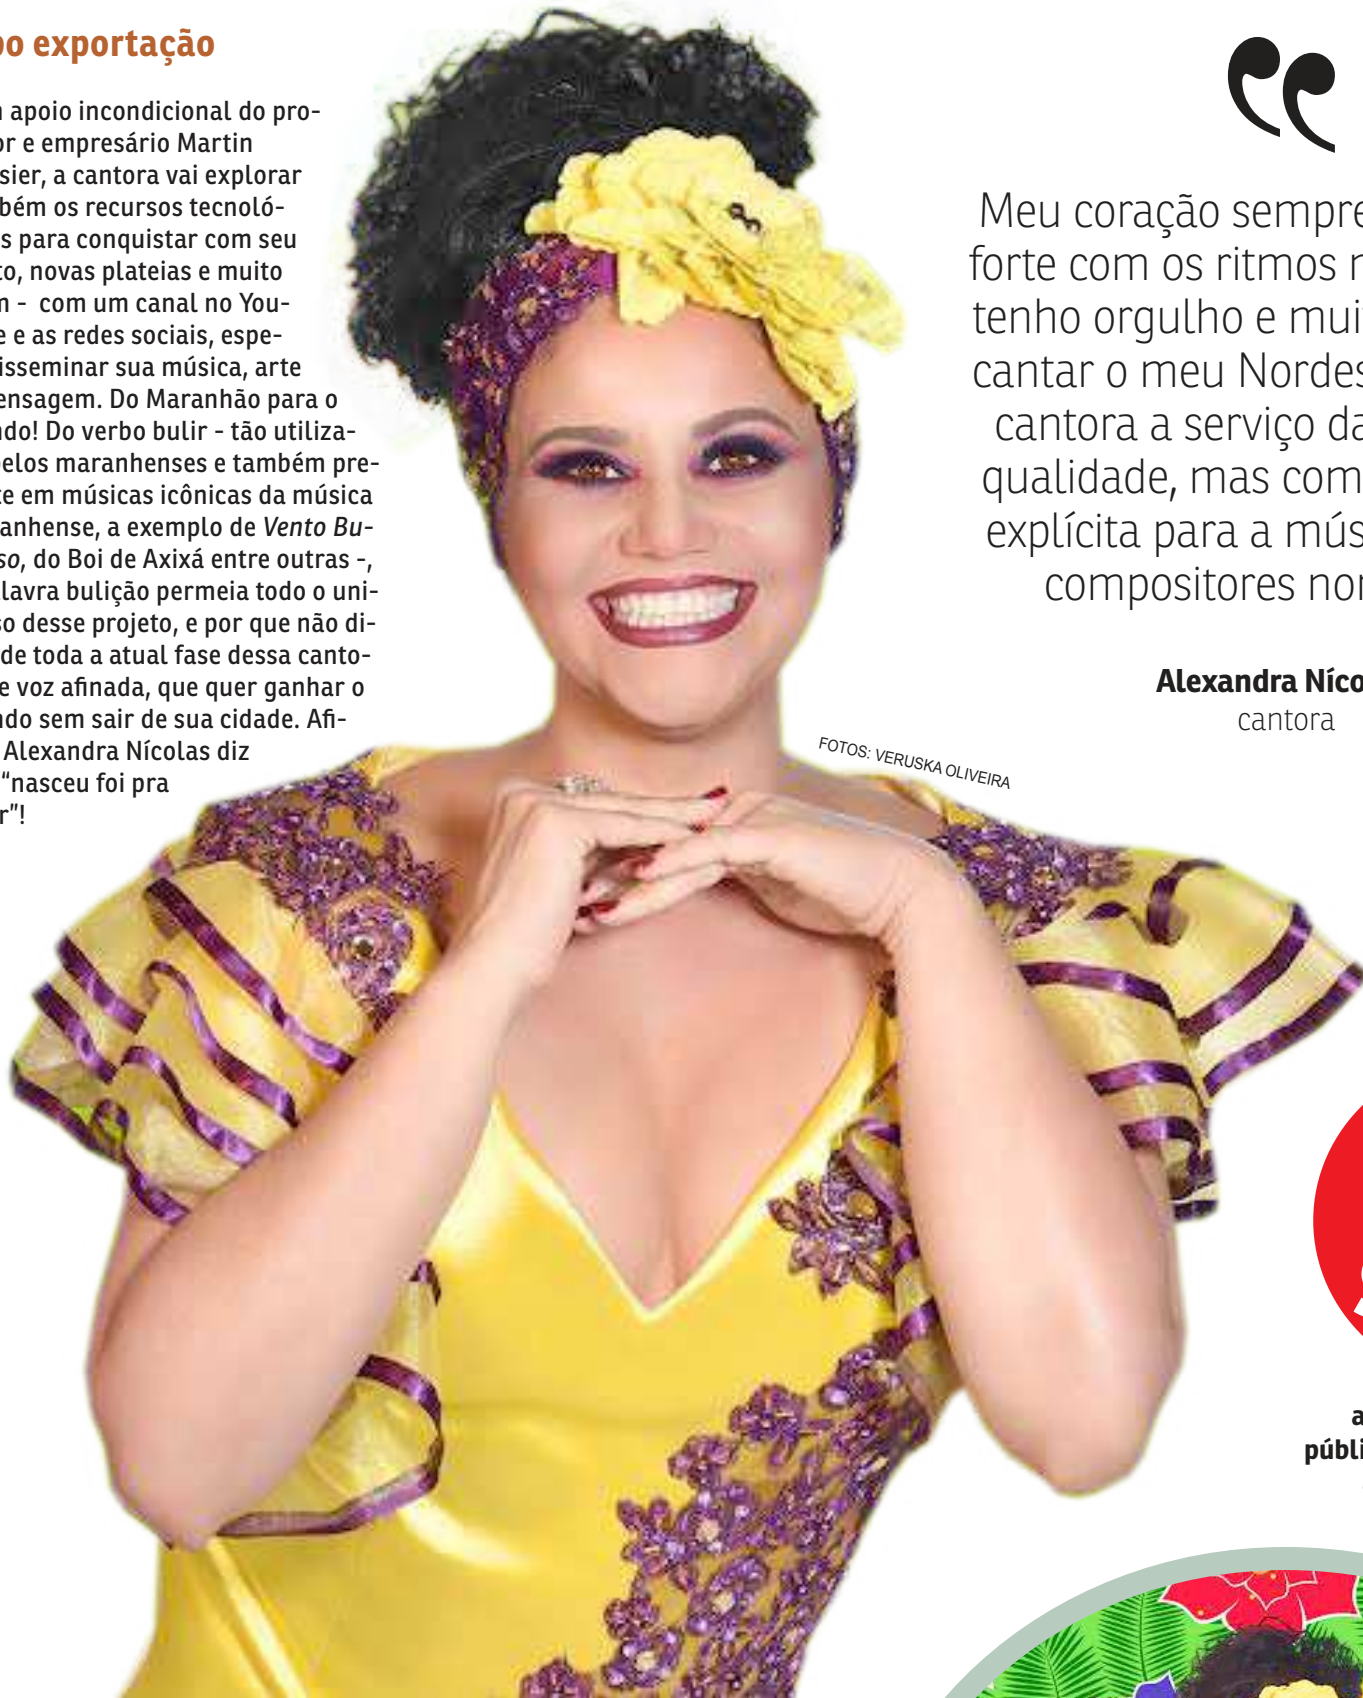 po exportação
apoio incondicional do pro-
or e empresário Martin
sier, a cantora vai explorar
bém os recursos tecnoló-
s para conquistar com seu
to, novas plateias e muito
m - com um canal no You-
e e as redes sociais, espe-
isseminar sua música, arte
ensagem. Do Maranhão para o
ndo! Do verbo bulir - tão utiliza-
pelos maranhenses e também pre-
te em músicas icônicas da música
anhense, a exemplo de Vento Bu-
so, do Boi de Axixá entre outras -,
lavra bulição permeia todo o uni-
so desse projeto, e por que não di-
de toda a atual fase dessa canto-
e voz afinada, que quer ganhar o
ndo sem sair de sua cidade. Afi-
Alexandra Nícolas diz
“nasceu foi pra
r”!
Meu coração sempre
forte com os ritmos
tenho orgulho e mui
cantar o meu Nordes
cantora a serviço da
qualidade, mas com
explícita para a mús
compositores nor
Alexandra Níco
cantora
FOTOS: VERUSKA OLIVEIRA
a
públi